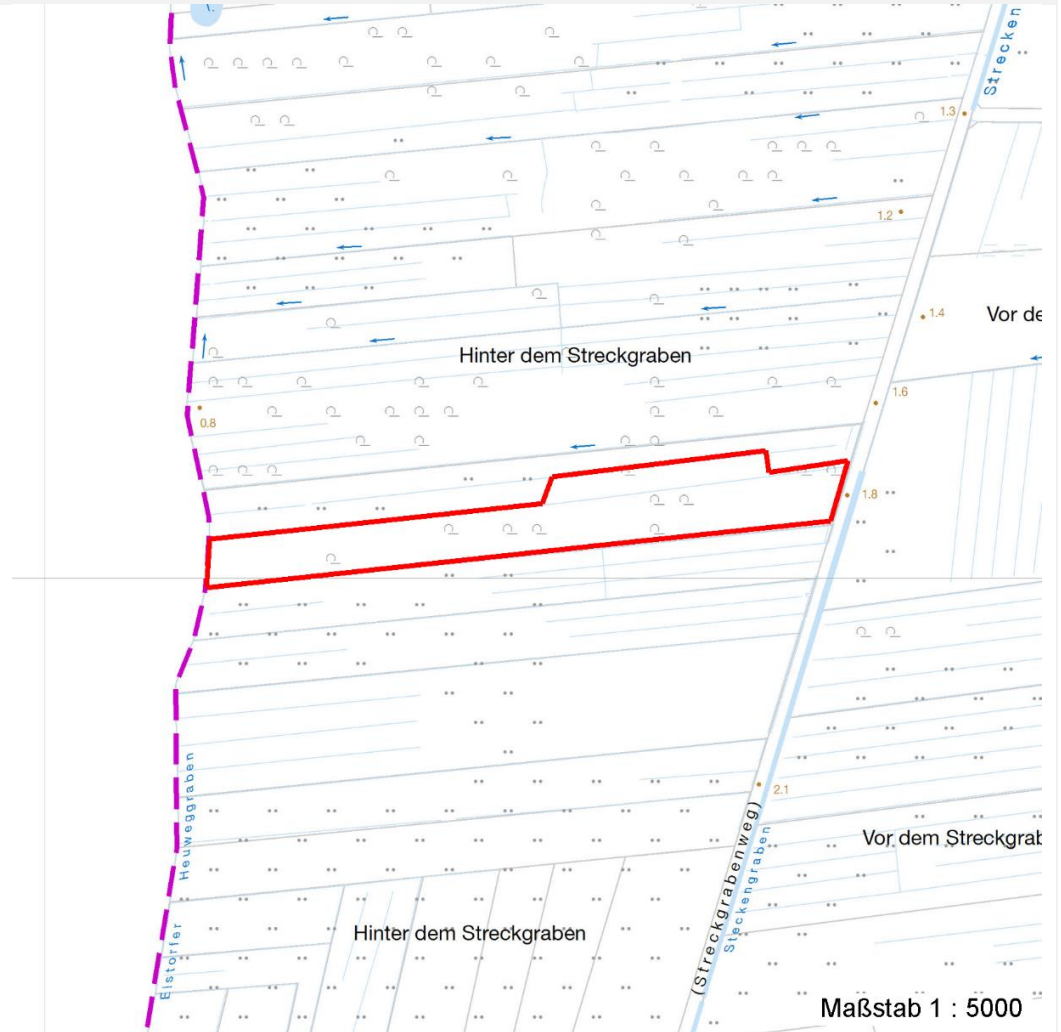 Strecken
1.3
1.2
1.4
Vor de
Hinter dem Streckgraben
1.6
0.8
1.8
2.1
Heuweggraben
Vor dem Streckgrab
(Streckgrabenweg)
Steckengraben
Hinter dem Streckgraben
Elstorfer
Maßstab 1 : 5000